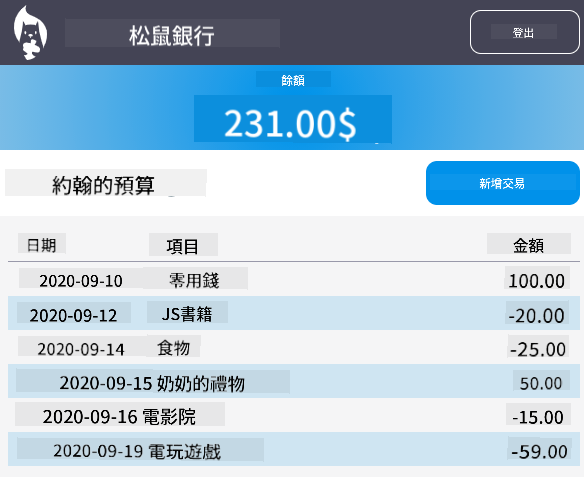 松鼠銀行
登出
餘額
231.00$
約翰的預算
新增交易
日期 項目 金額
2020-09-10 零用錢 100.00
2020-09-12 JS書籍 -20.00
2020-09-14 食物 -25.00
2020-09-15 奶奶的禮物 50.00
2020-09-16 電影院 -15.00
2020-09-19 電玩遊戲 -59.00